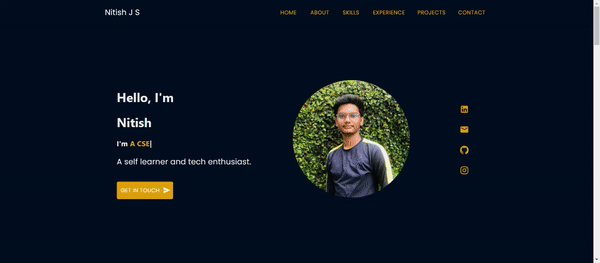 Nitish J S
HOME ABOUT SKILLS EXPERIENCE PROJECTS CONTACT
Hello, I'm
Nitish
I'm A CSE|
A self learner and tech enthusiast.
GET IN TOUCH